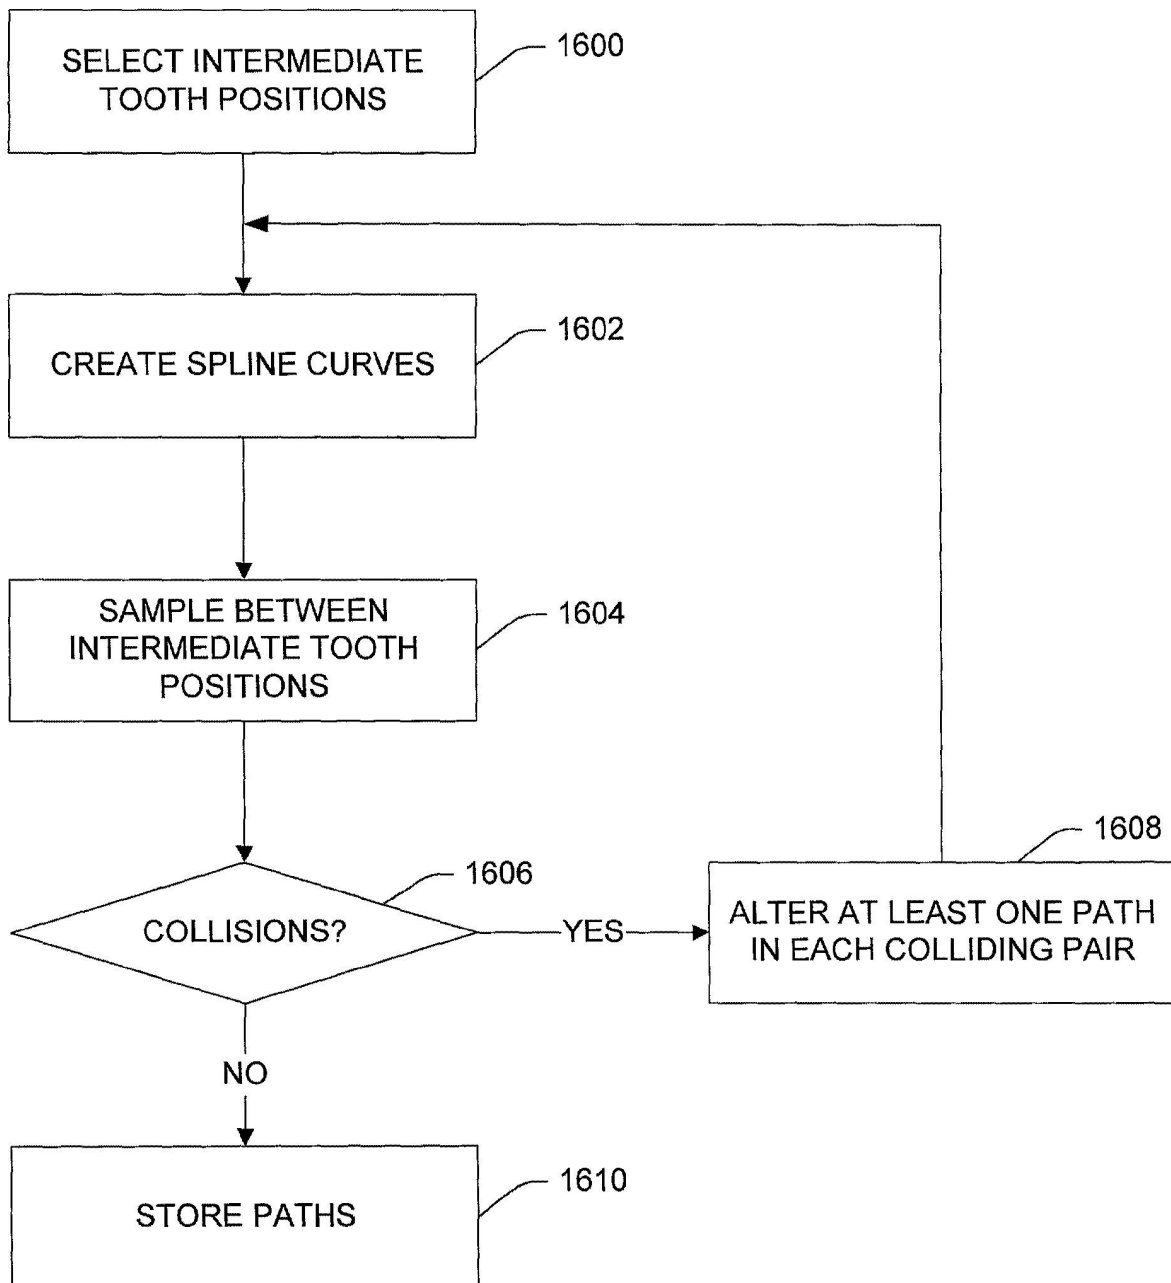 SELECT INTERMEDIATE
TOOTH POSITIONS
1600
CREATE SPLINE CURVES
1602
SAMPLE BETWEEN
INTERMEDIATE TOOTH
POSITIONS
1604
COLLISIONS?
1606
YES
ALTER AT LEAST ONE PATH
IN EACH COLLIDING PAIR
1608
NO
STORE PATHS
1610